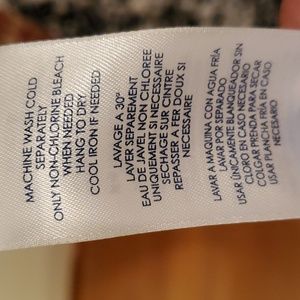 MACHINE WASH COLD
SEPARATELY
ONLY NON-CHLORINE BLEACH
WHEN NEEDED
HANG TO DRY
COOL IRON IF NEEDED
LAVAGE A 30°
LAVER SEPAREMENT
EAU DE JAVEL NON CHLOREE
UNIQUEMENT SI NECESSAIRE
SECHAGE SUR CINTRE
REPASSER A FER DOUX SI
NECESSAIRE
LAVAR A MAQUINA CON AGUA FRÍA
LAVAR POR SEPARADO
USAR ÚNICAMENTE BLANQUEADOR SIN
CLORO EN CASO NECESARIO
COLGAR PRENDA PARA SECAR
USAR PLANCHA FRIA EN CASO
NECESARIO